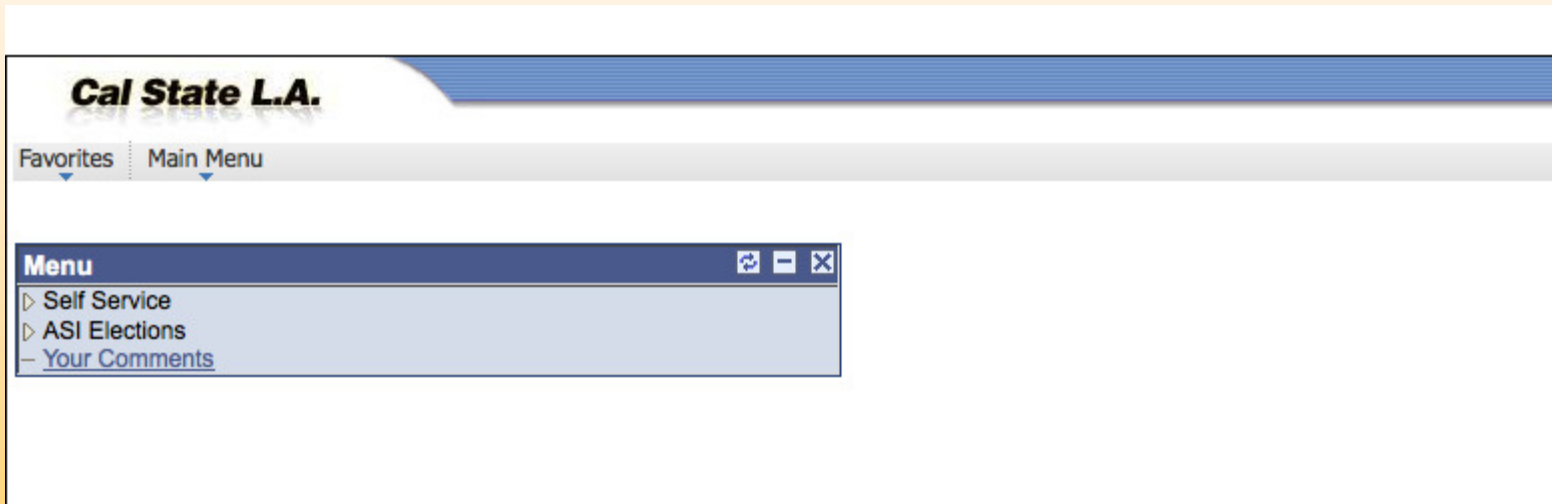 Cal State L.A.
Favorites Main Menu
Menu
Self Service
ASI Elections
Your Comments